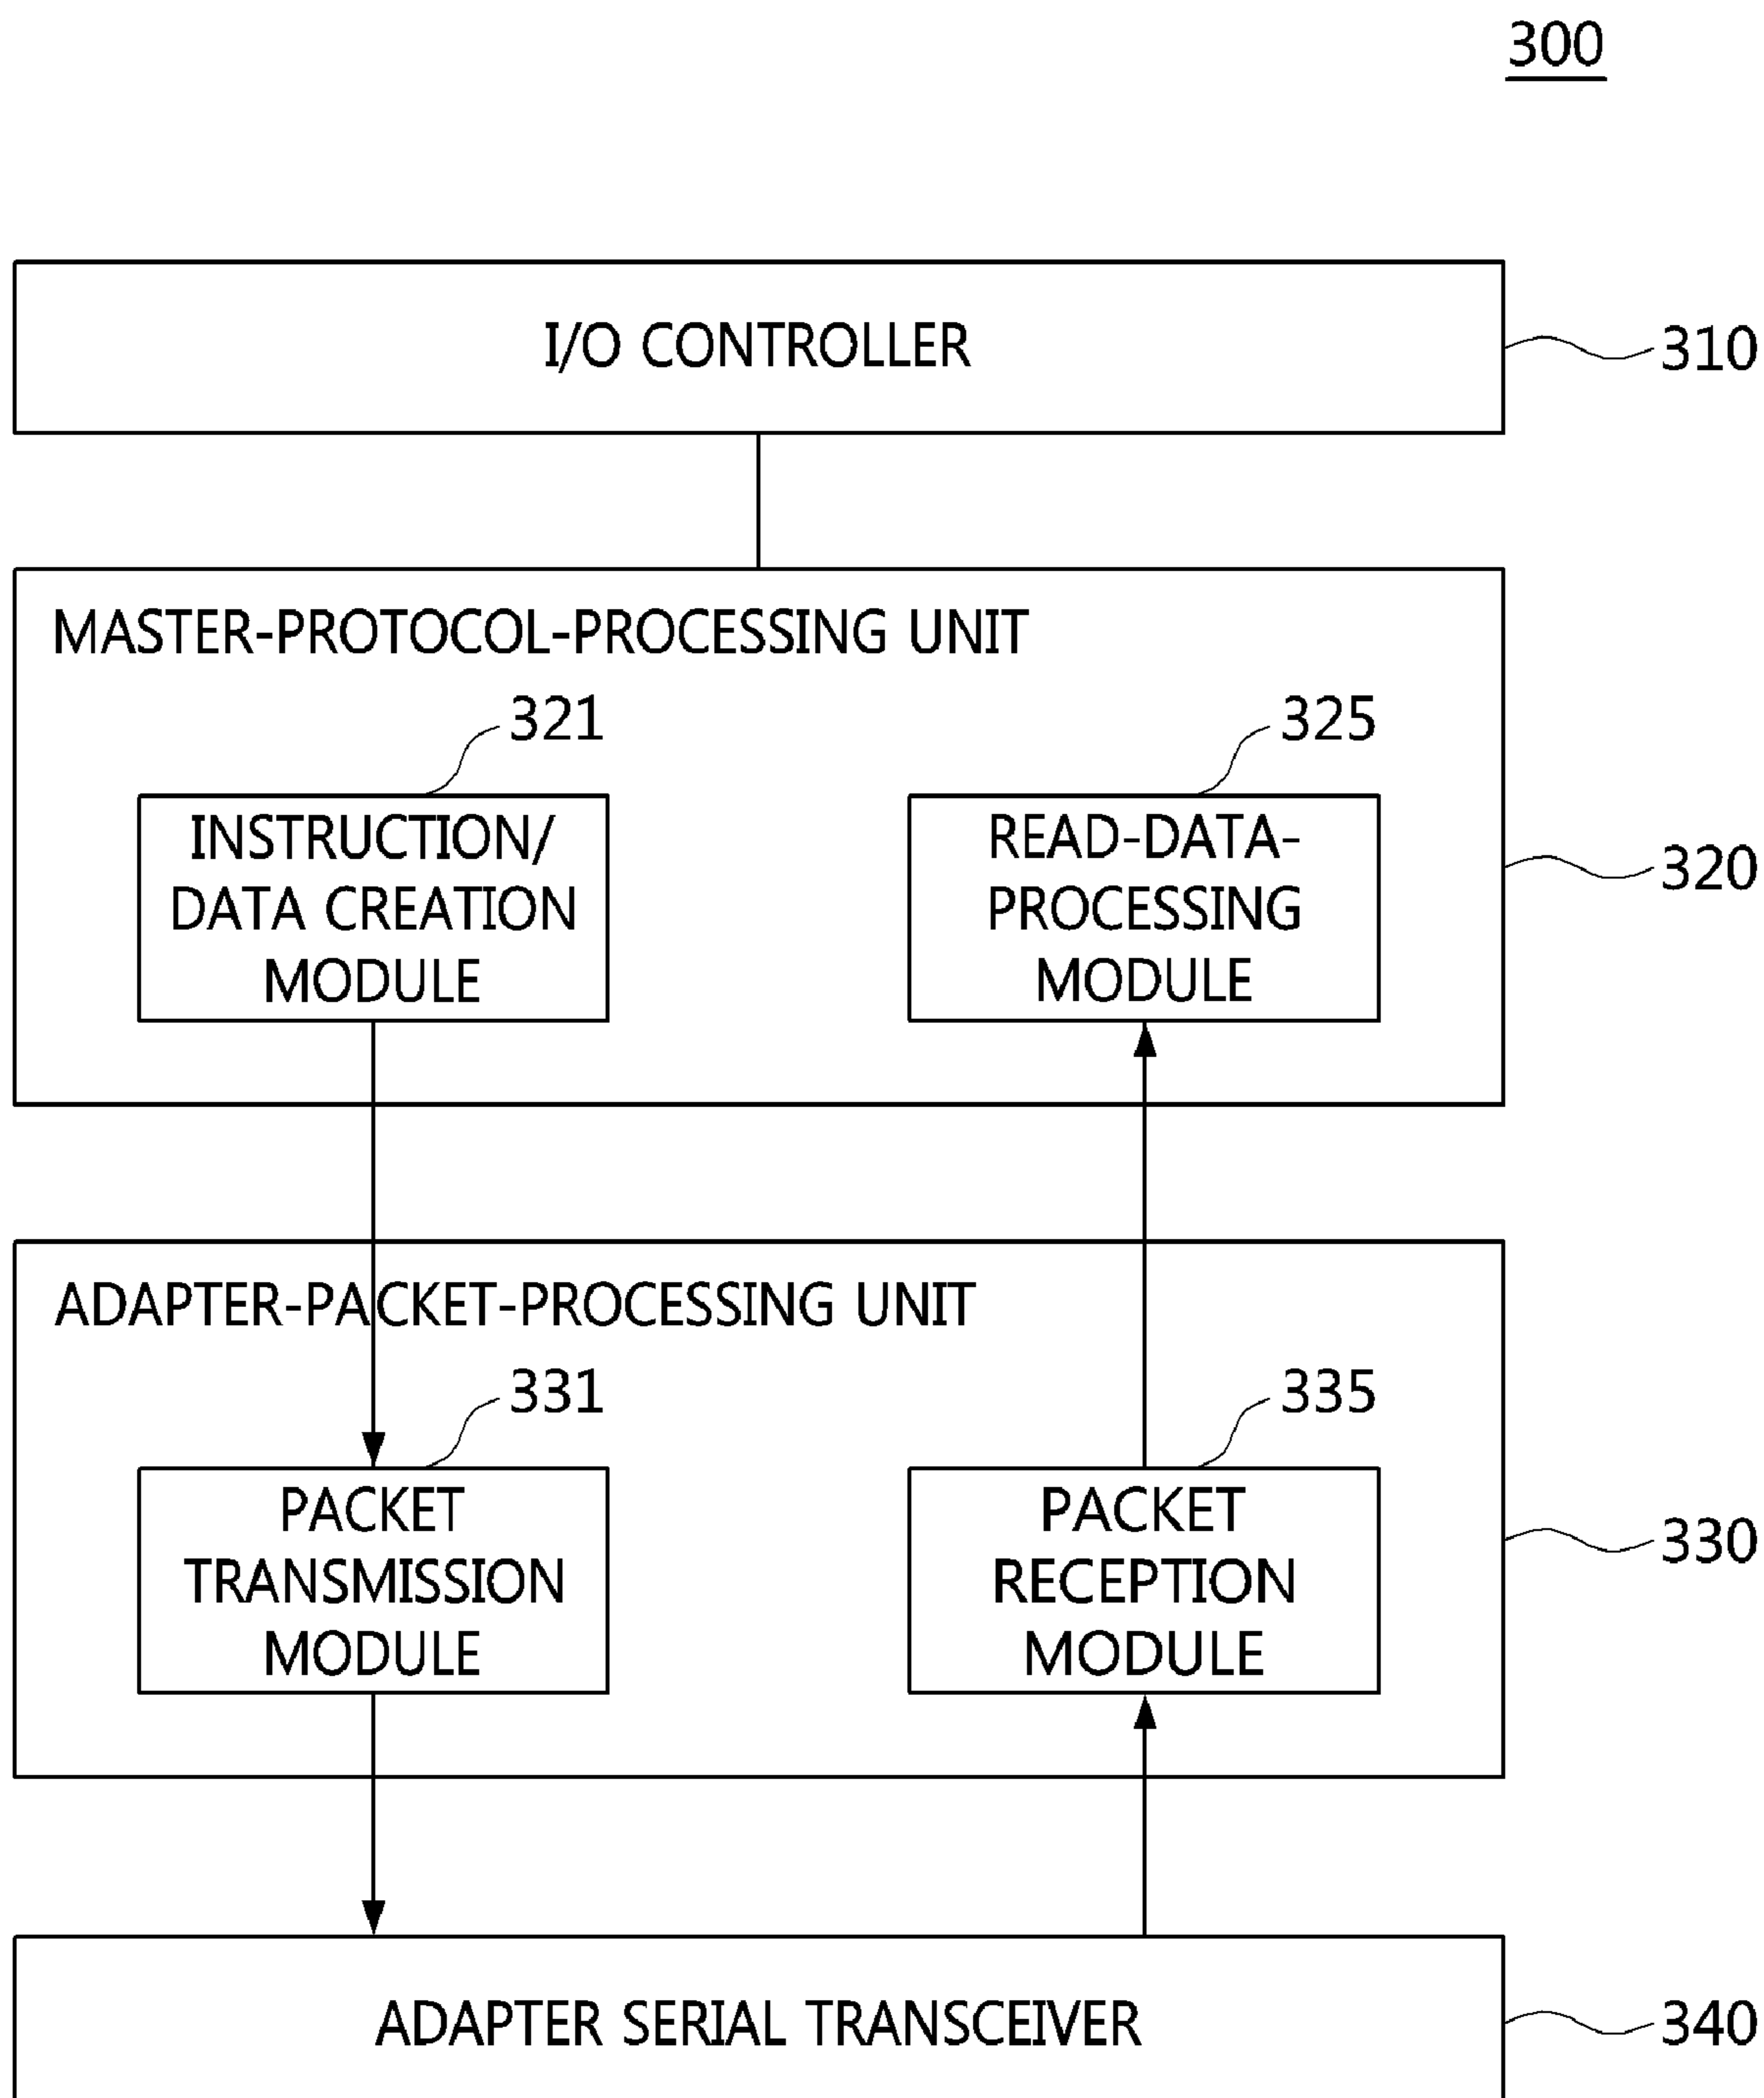 300
I/O CONTROLLER
310
MASTER-PROTOCOL-PROCESSING UNIT
321
325
INSTRUCTION/
DATA CREATION
MODULE
READ-DATA-
PROCESSING
MODULE
320
ADAPTER-PACKET-PROCESSING UNIT
331
335
PACKET
TRANSMISSION
MODULE
PACKET
RECEPTION
MODULE
330
ADAPTER SERIAL TRANSCEIVER
340